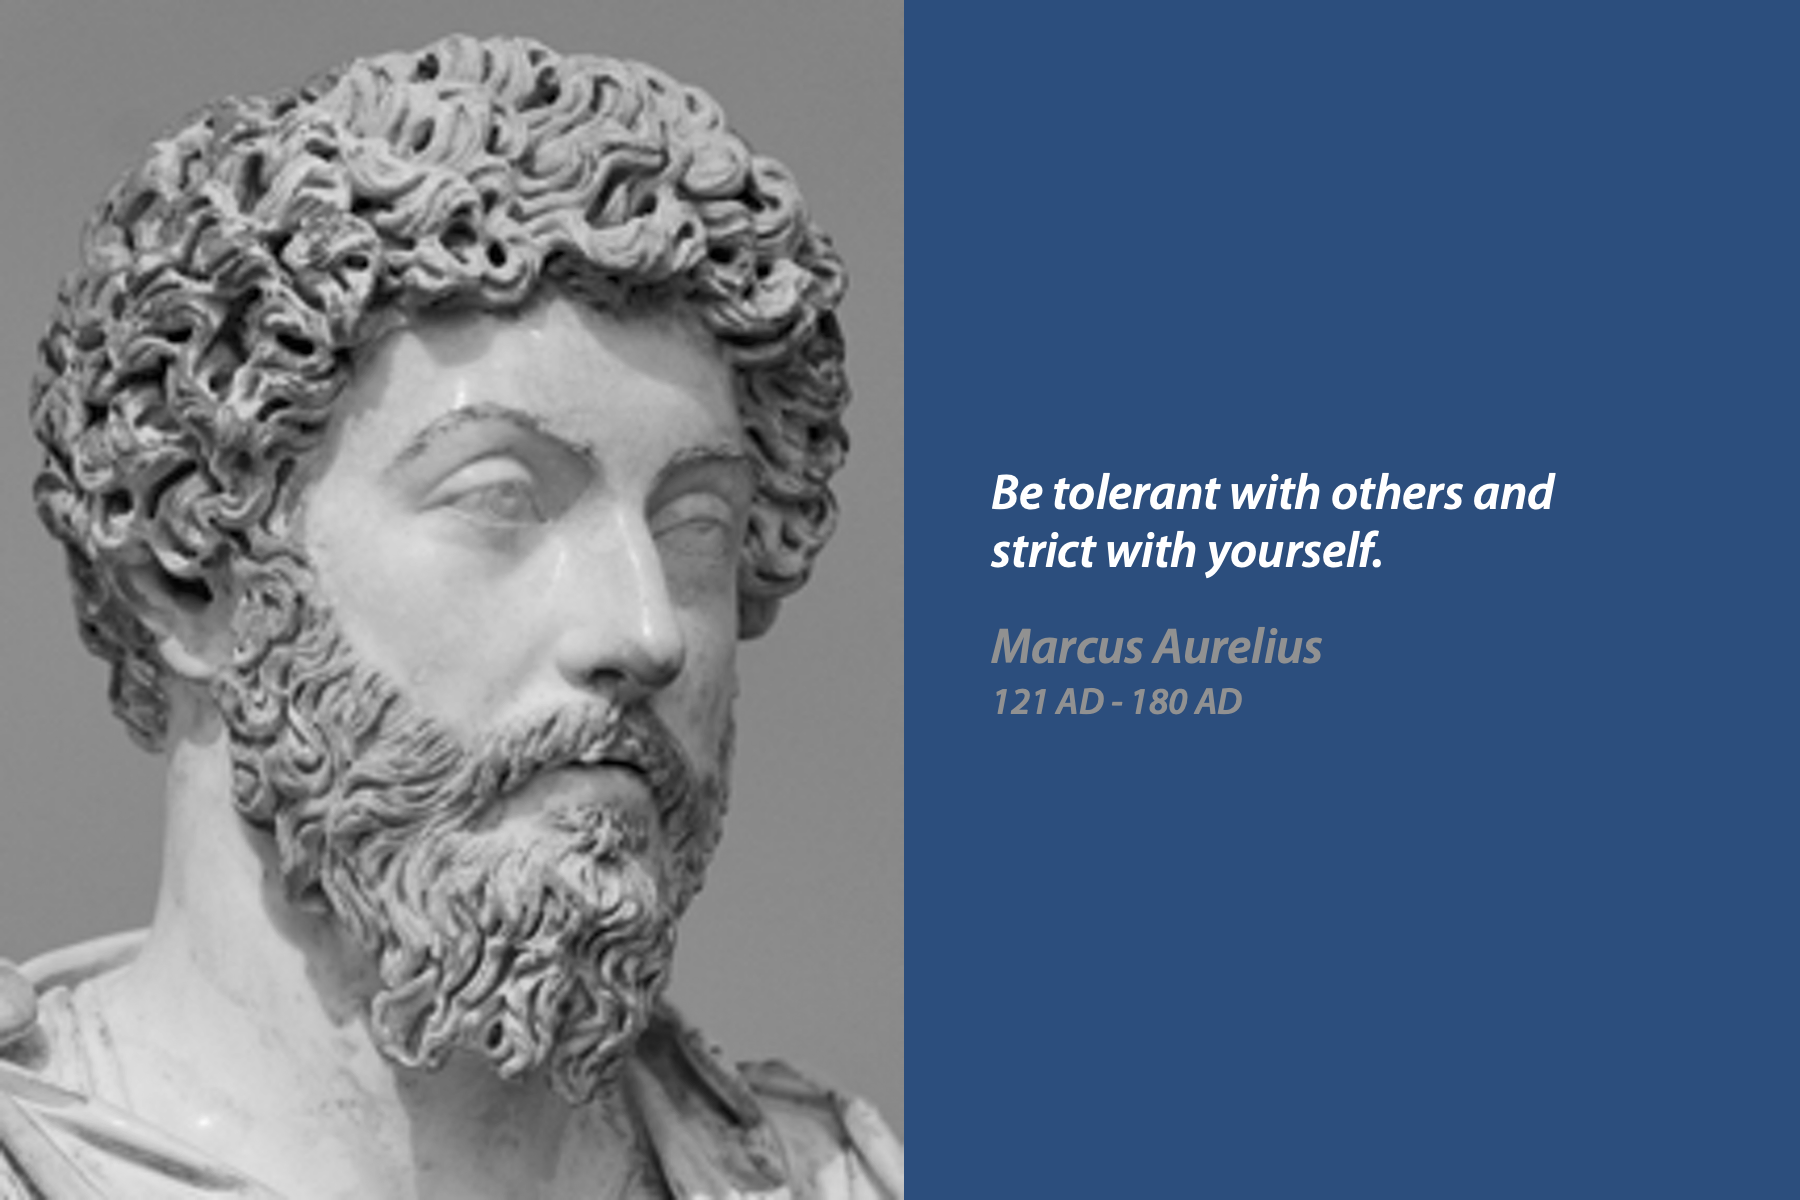 Be tolerant with others and
strict with yourself.
Marcus Aurelius
121 AD - 180 AD